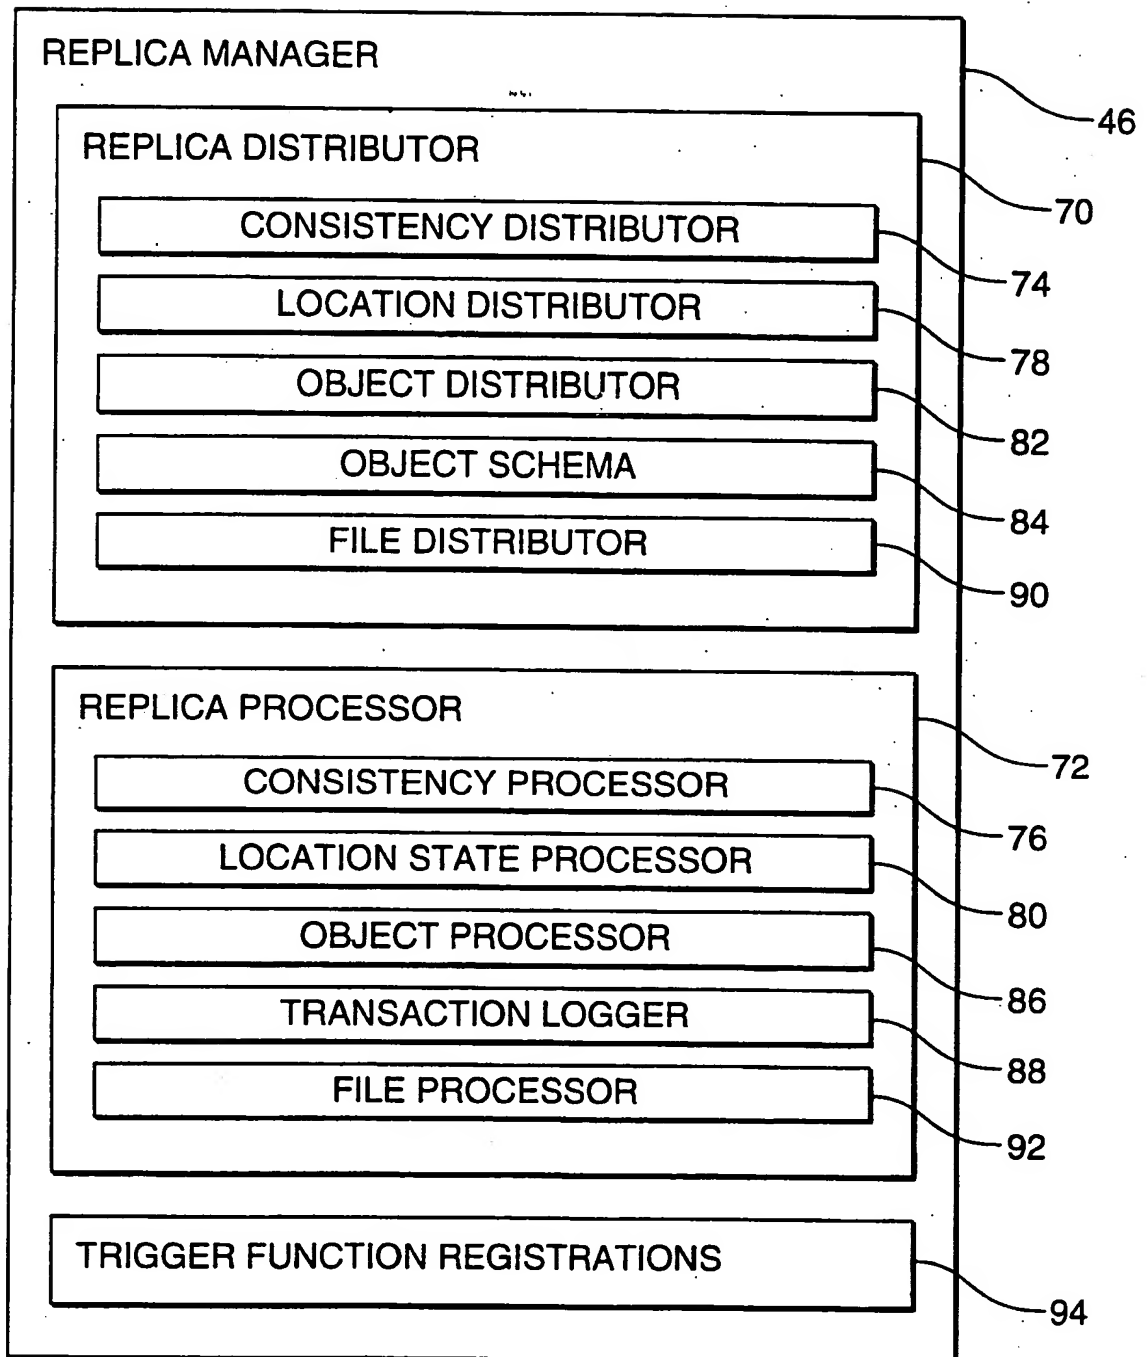 REPLICA MANAGER
46
REPLICA DISTRIBUTOR
70
CONSISTENCY DISTRIBUTOR
74
LOCATION DISTRIBUTOR
78
OBJECT DISTRIBUTOR
82
OBJECT SCHEMA
84
FILE DISTRIBUTOR
90
REPLICA PROCESSOR
72
CONSISTENCY PROCESSOR
76
LOCATION STATE PROCESSOR
80
OBJECT PROCESSOR
86
TRANSACTION LOGGER
88
FILE PROCESSOR
92
TRIGGER FUNCTION REGISTRATIONS
94